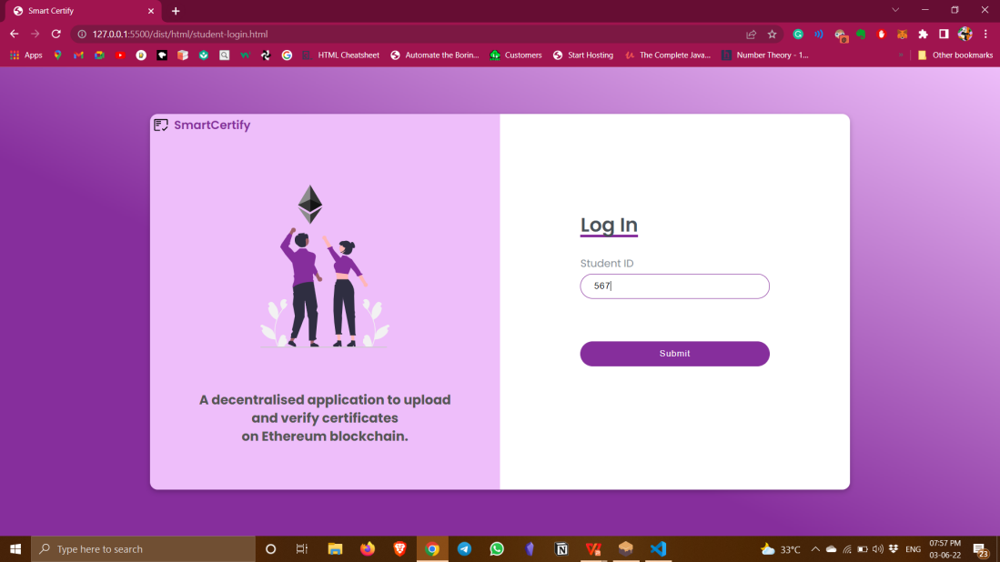 Smart Certify
127.0.0.1:5500/dist/html/student-login.html
Apps
HTML Cheatsheet
Automate the Borin...
Customers
Start Hosting
The Complete Java...
Number Theory - 1...
»
Other bookmarks
SmartCertify
A decentralised application to upload
and verify certificates
on Ethereum blockchain.
Log In
Student ID
567
Submit
Type here to search
33°C
ENG
07:57 PM
03-06-22
23